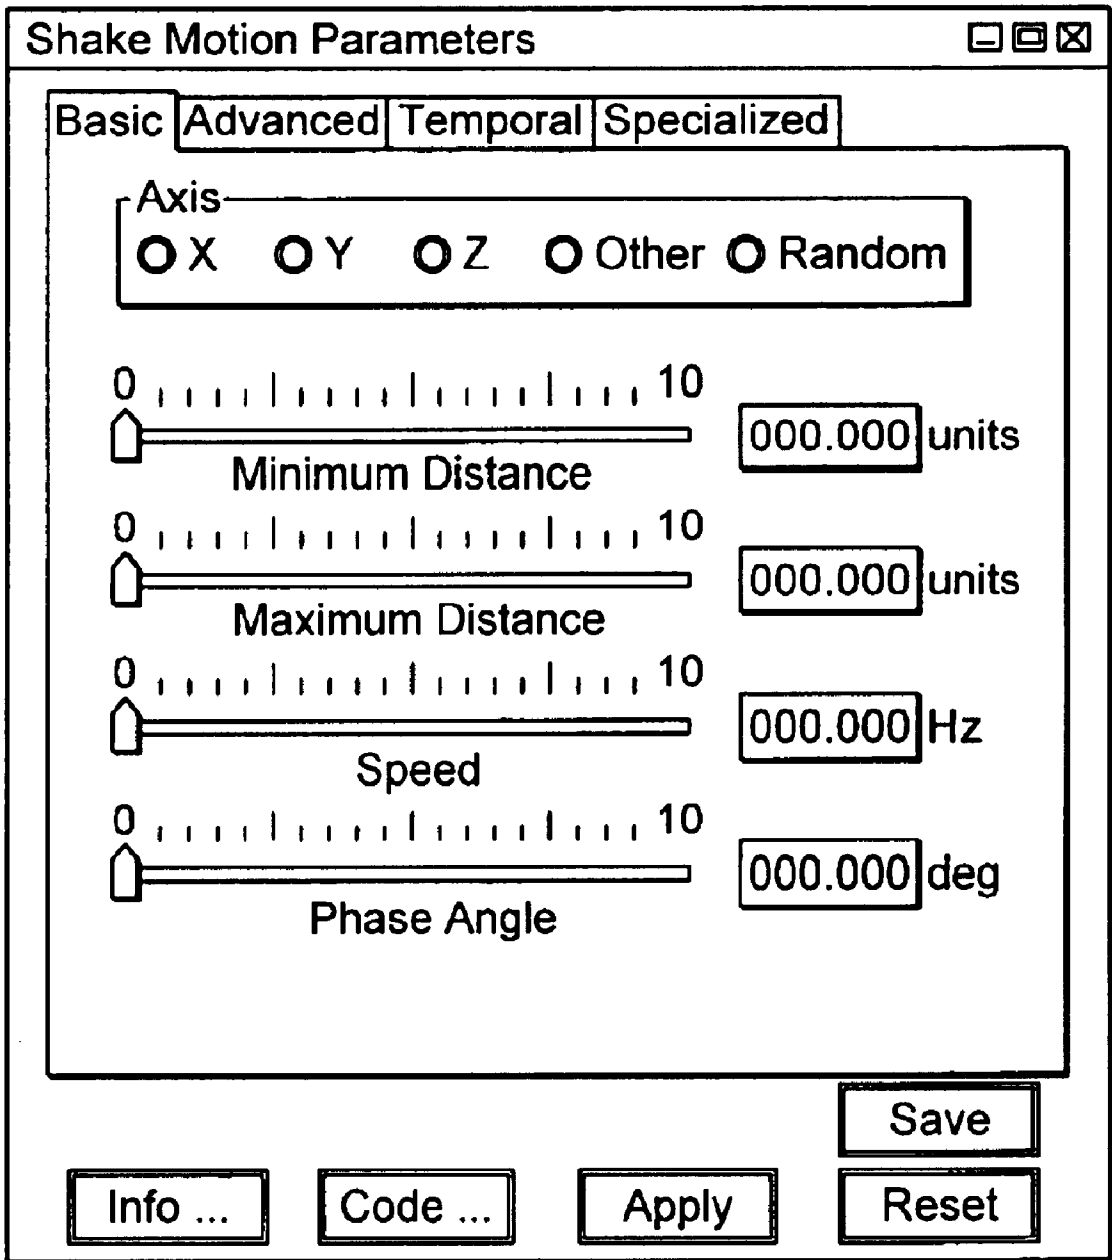 Shake Motion Parameters
Basic Advanced Temporal Specialized
Axis
X Y Z Other Random
0 10
000.000 units
Minimum Distance
0 10
000.000 units
Maximum Distance
0 10
000.000 Hz
Speed
0 10
000.000 deg
Phase Angle
Save
Info ... Code ... Apply Reset